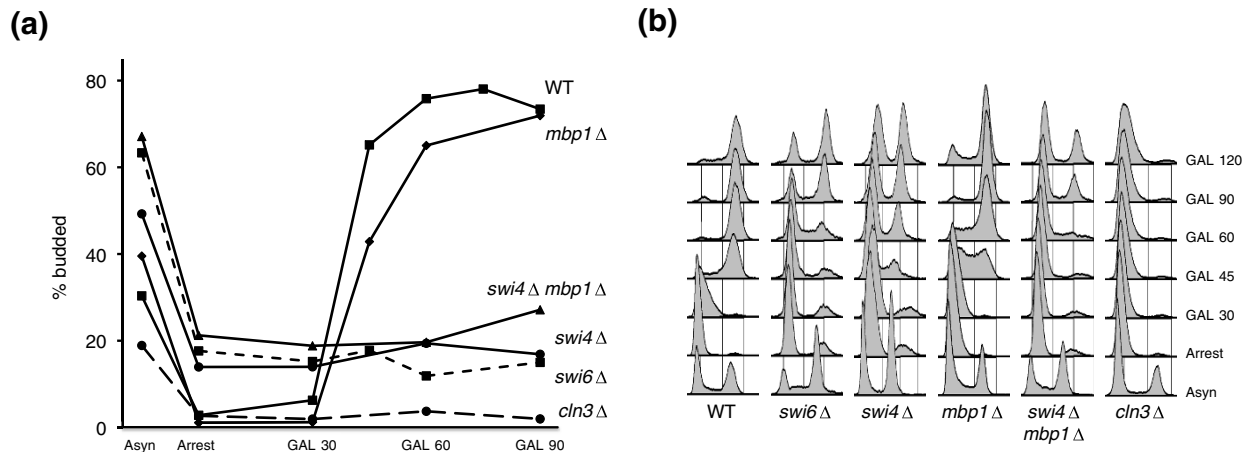 (a)
(b)
% budded
80
60
40
20
0
Asyn Arrest GAL 30 GAL 60 GAL 90
WT
mbp1Δ
swi4Δ mbp1Δ
swi4Δ
swi6Δ
cln3Δ
GAL 120
GAL 90
GAL 60
GAL 45
GAL 30
Arrest
Asyn
WT swi6Δ swi4Δ mbp1Δ swi4Δ cln3Δ
mbp1Δ